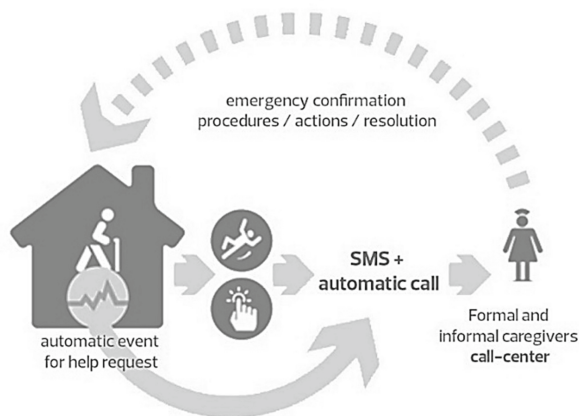 emergency confirmation
procedures / actions / resolution
SMS +
automatic call
automatic event
for help request
Formal and
informal caregivers
call-center